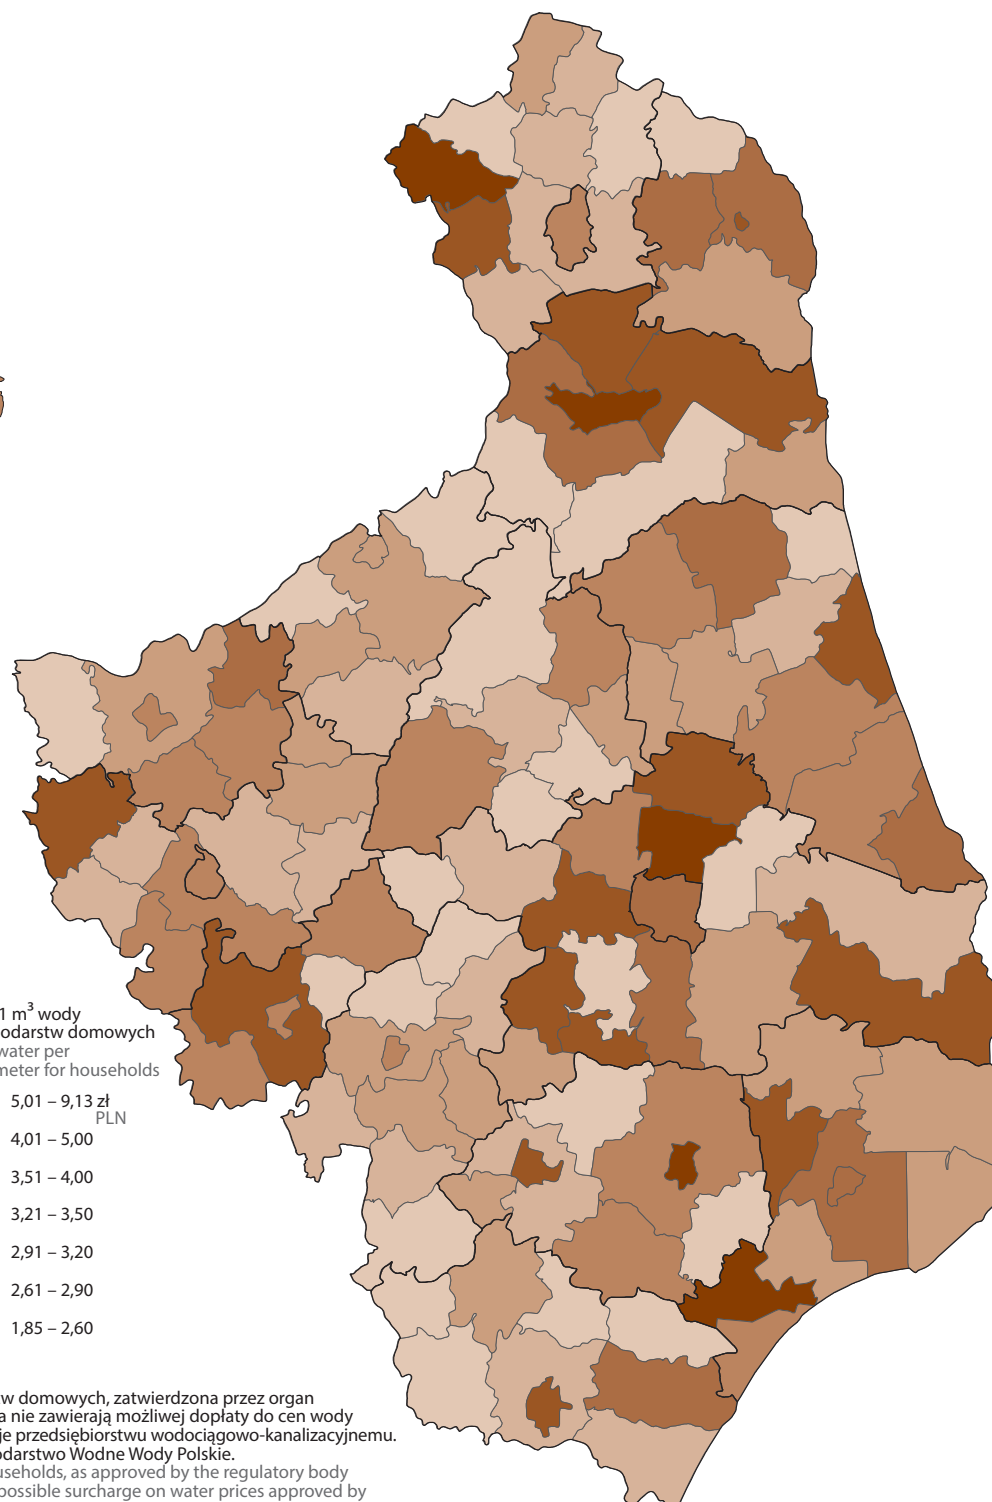 1 m³ wody
odarstw domowych
water per
meter for households
5,01 – 9,13 zł
PLN
4,01 – 5,00
3,51 – 4,00
3,21 – 3,50
2,91 – 3,20
2,61 – 2,90
1,85 – 2,60
w domowych, zatwierdzona przez organ
a nie zawierają możliwej dopłaty do cen wody
je przedsiębiorstwu wodociągowo-kanalizacyjnemu.
odarstwo Wodne Wody Polskie.
useholds, as approved by the regulatory body
possible surcharge on water prices approved by